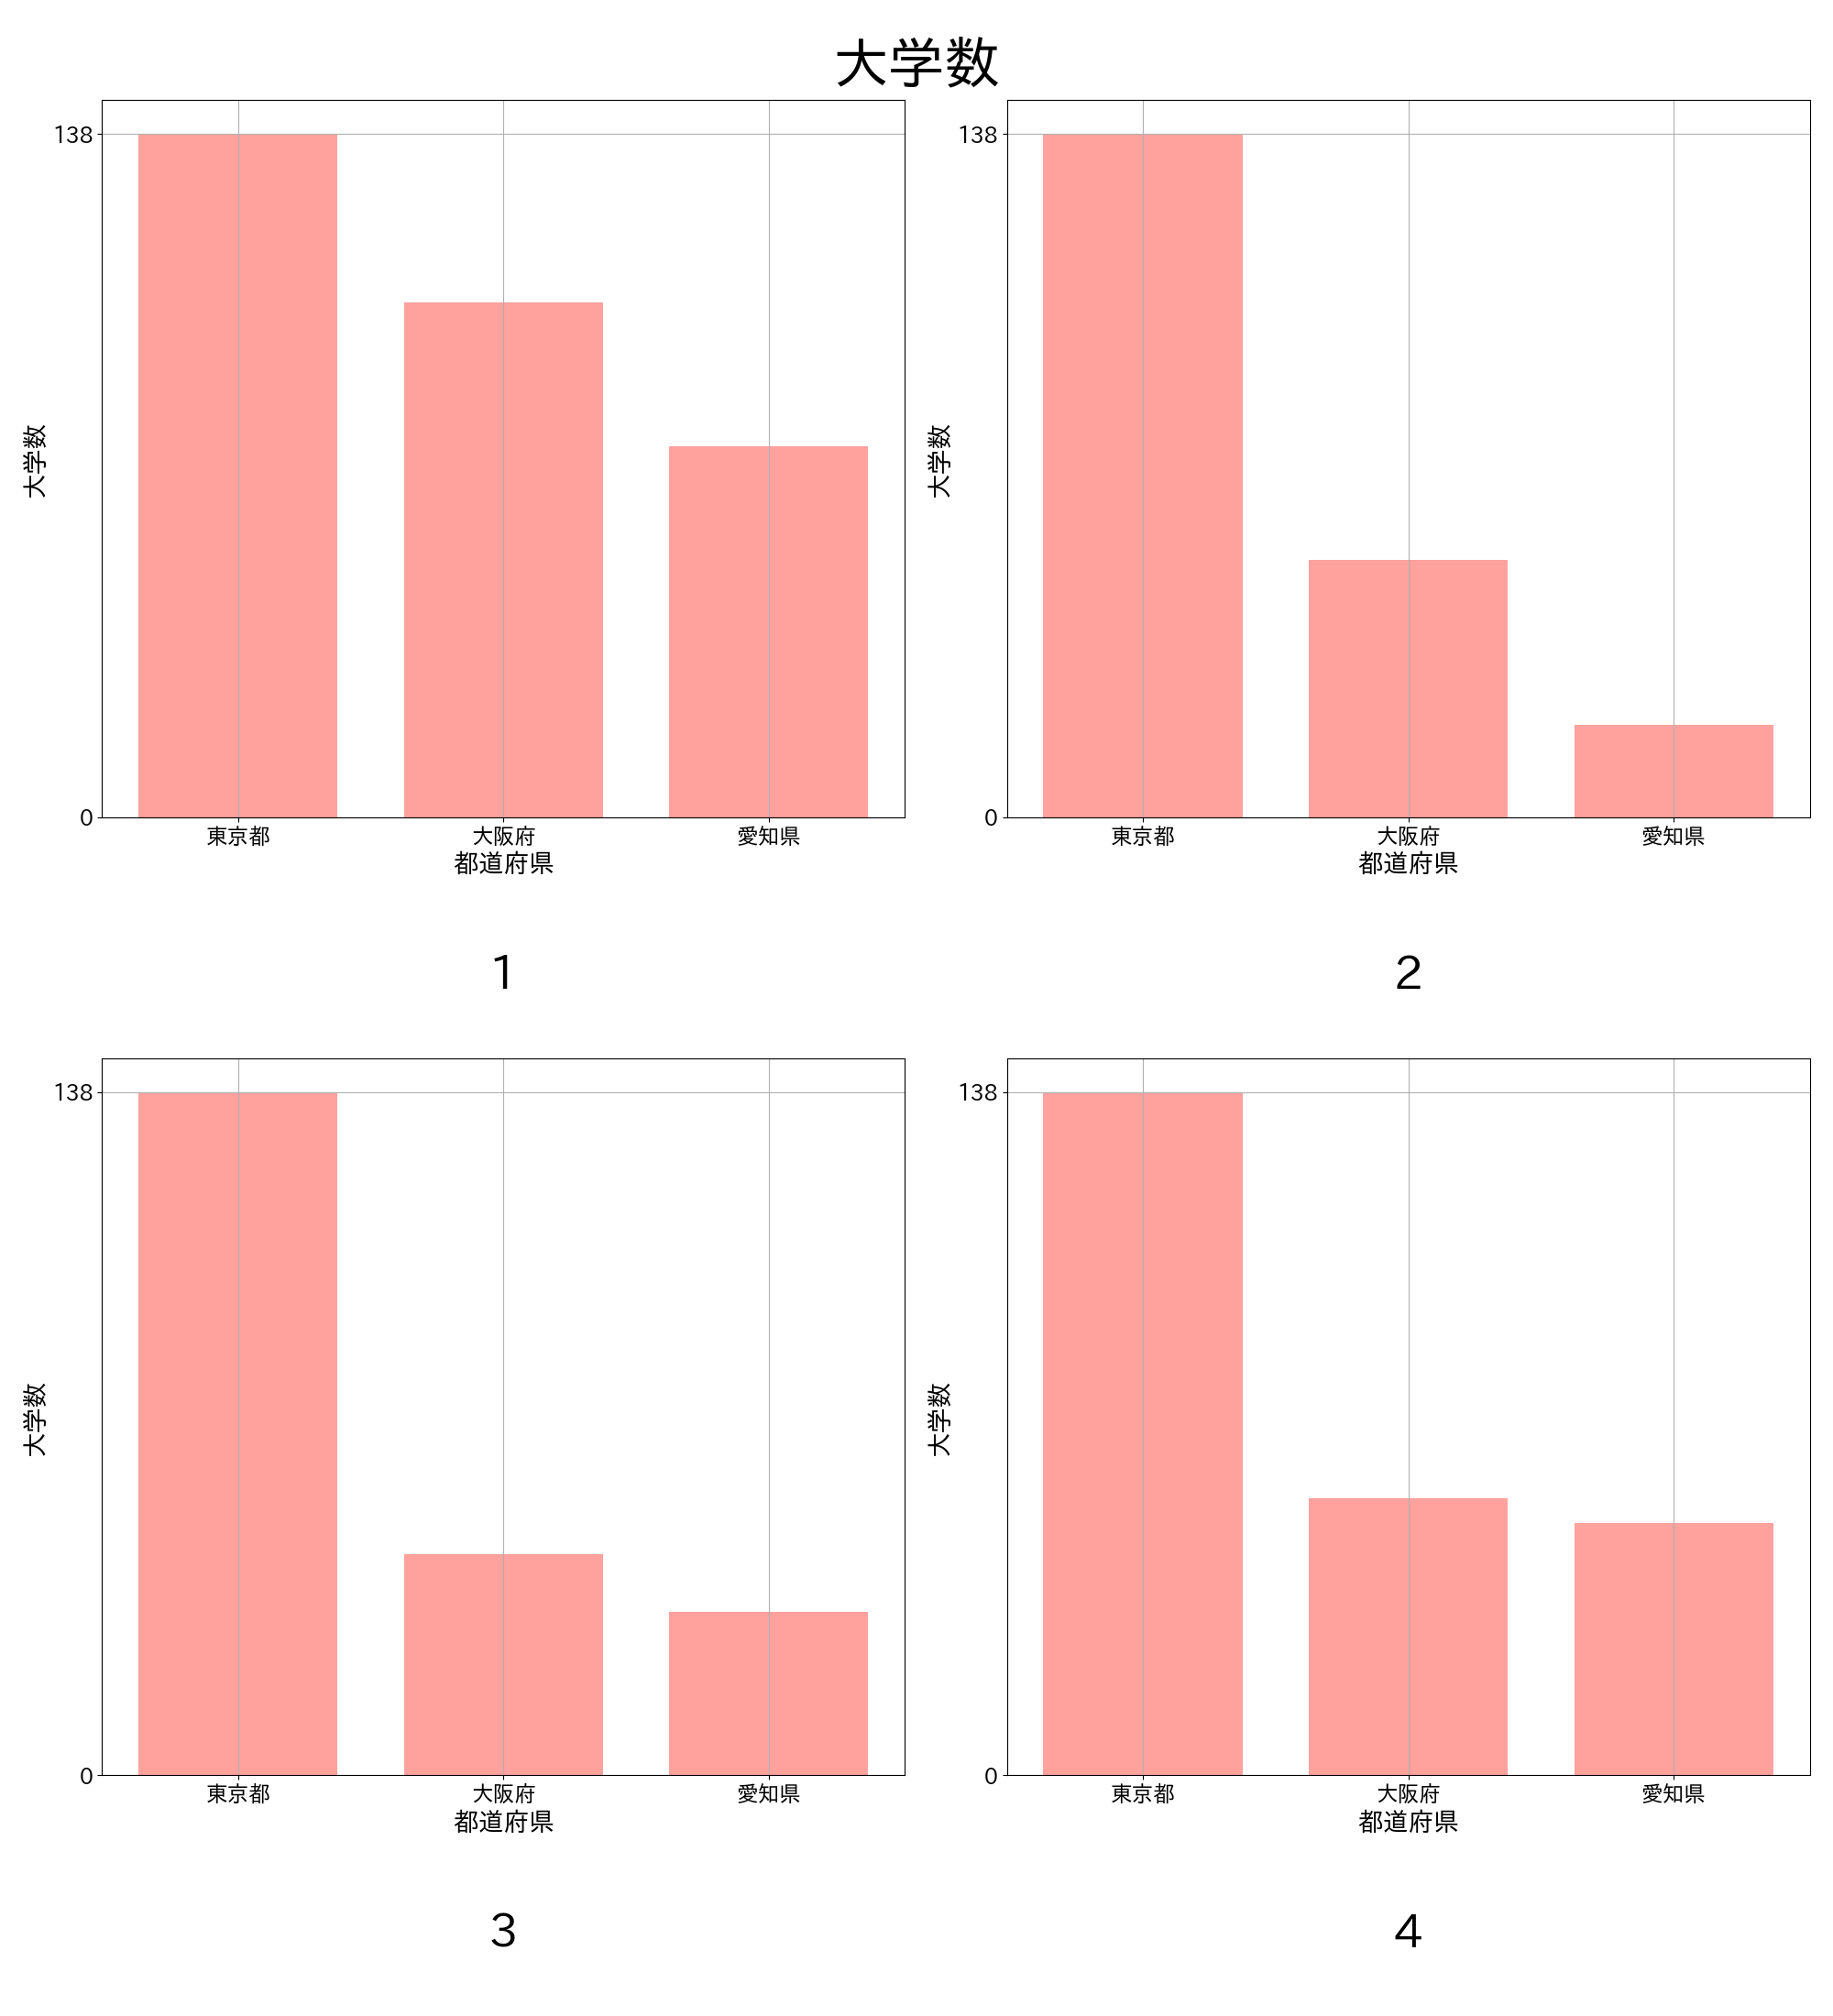 大学数
138
0
大学数
東京都 大阪府 愛知県
都道府県
1
138
0
大学数
東京都 大阪府 愛知県
都道府県
2
138
0
大学数
東京都 大阪府 愛知県
都道府県
3
138
0
大学数
東京都 大阪府 愛知県
都道府県
4